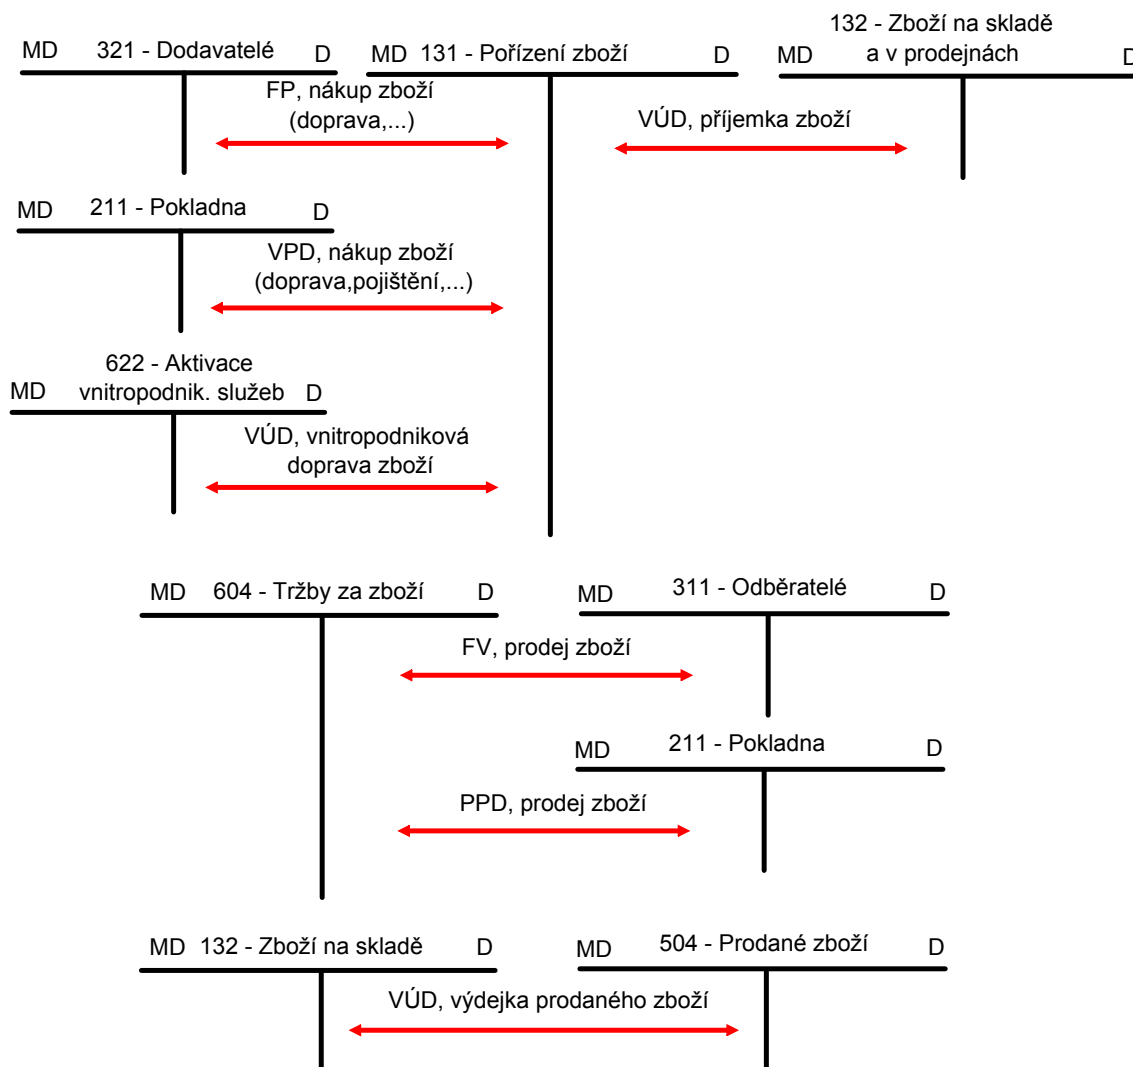 MD 321 - Dodavatelé D
MD 131 - Pořízení zboží D
132 - Zboží na skladě
MD a v prodejnách D
FP, nákup zboží
(doprava,...)
VÚD, příjemka zboží
MD 211 - Pokladna D
VPD, nákup zboží
(doprava,pojištění,...)
622 - Aktivace
MD vnitropodnik. služeb D
VÚD, vnitropodniková
doprava zboží
MD 604 - Tržby za zboží D
MD 311 - Odběratelé D
FV, prodej zboží
MD 211 - Pokladna D
PPD, prodej zboží
MD 132 - Zboží na skladě D
MD 504 - Prodané zboží D
VÚD, výdejka prodaného zboží